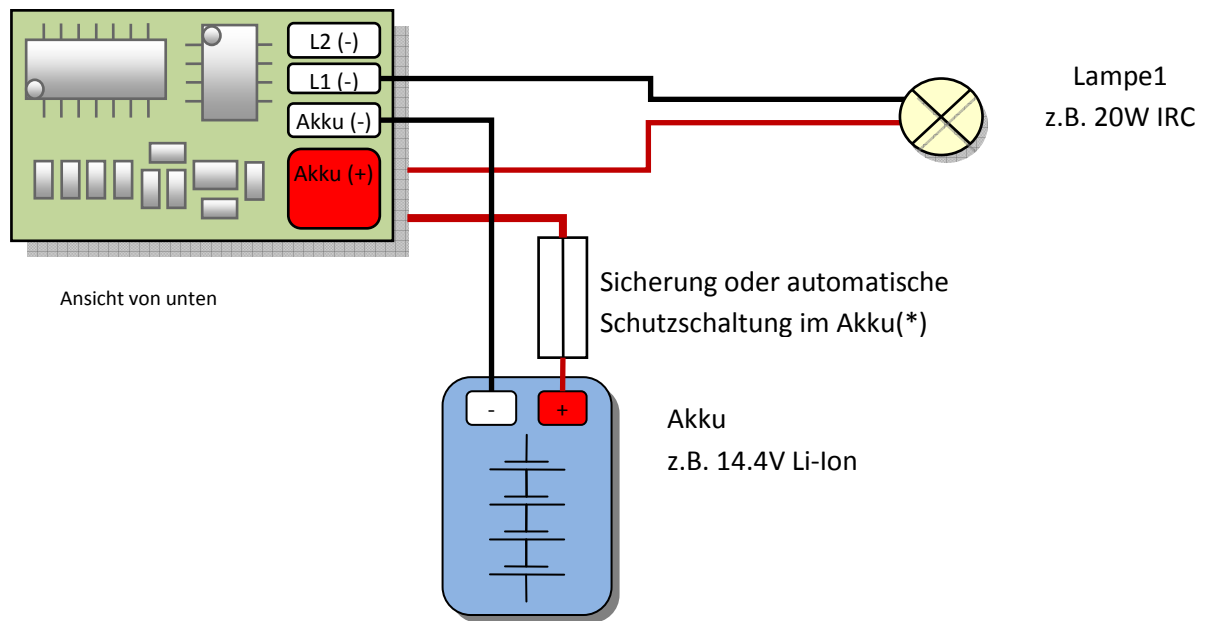 L2 (-)
L1 (-)
Akku (-)
Akku (+)
Lampe1
z.B. 20W IRC
Ansicht von unten
Sicherung oder automatische
Schutzschaltung im Akku(*)
-
+
Akku
z.B. 14.4V Li-Ion